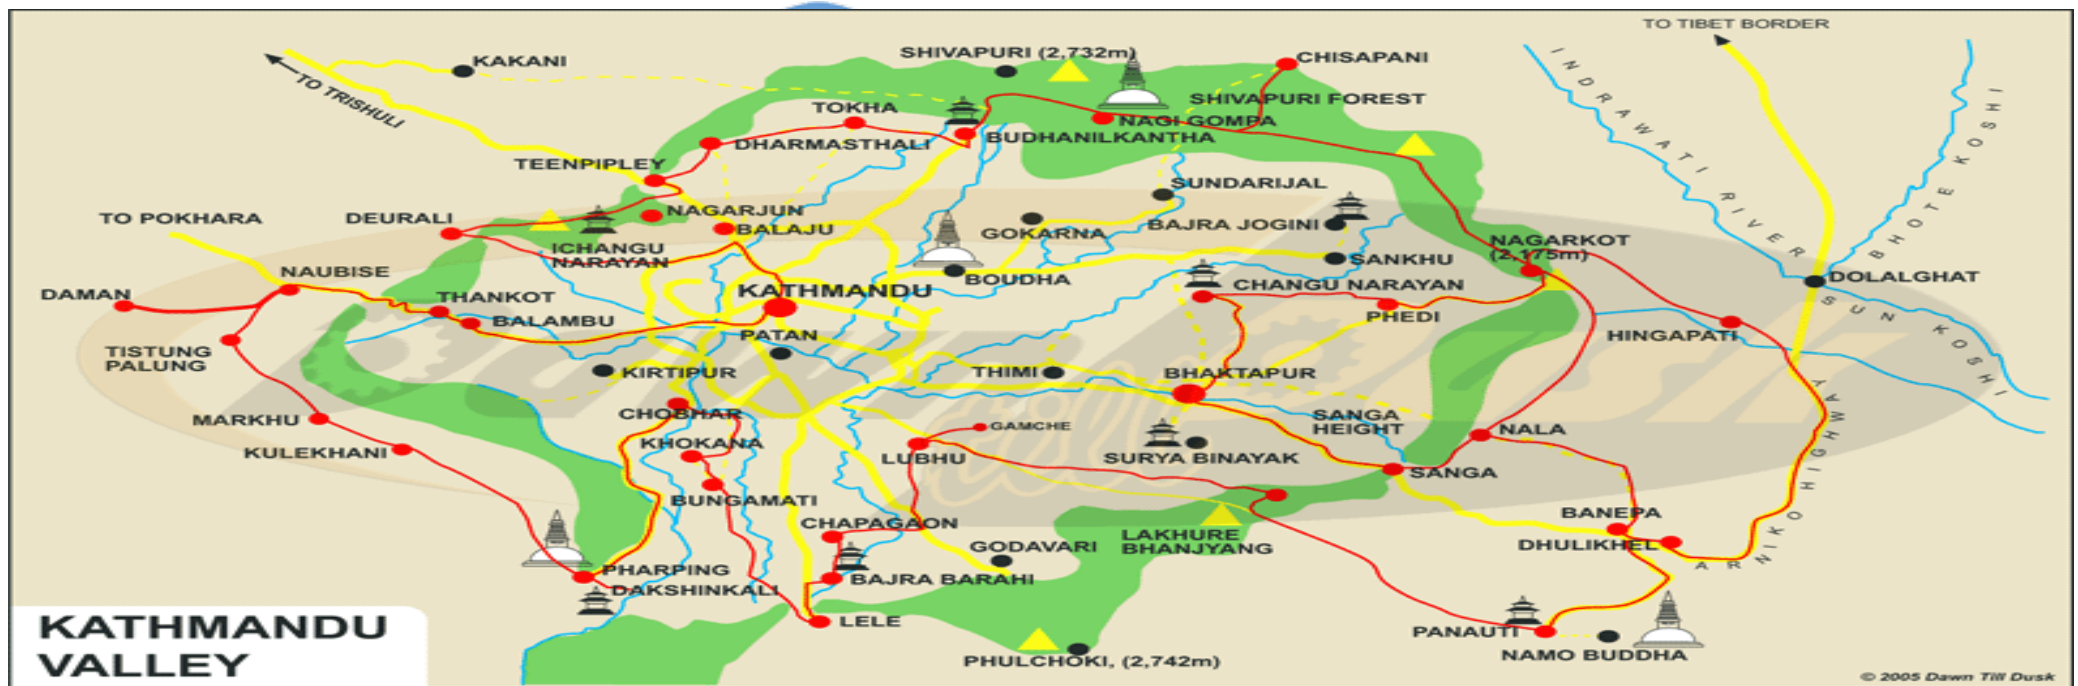 TO TIBET BORDER
SHIVAPURI (2,732m)
KAKANI
CHISAPANI
TO TRISHULI
INDRAWATI RIVER
BHOTE KOSHI
SHIVAPURI FOREST
TOKHA
NAGI GOMPA
BUDHANILKANTHA
DHARMASTHALI
TEENPIPLEY
SUNDARIJAL
NAGARJUN
TO POKHARA
DEURALI
BALAJU
GOKARNA
BAJRA JOGINI
NAGARKOT
(2,175m)
ICHANGU
NARAYAN
SANKHU
NAUBISE
BOUDHA
DOLALGHAT
DAMAN
THANKOT
KATHMANDU
CHANGU NARAYAN
SUN KOSHI
BALAMBU
PHEDI
PATAN
HINGAPATI
TISTUNG
PALUNG
KIRTIPUR
THIMI
BHAKTAPUR
MARKHU
CHOBHAR
SANGA
HEIGHT
GAMCHE
NALA
KHOKANA
KULEKHANI
LUBHU
SURYA BINAYAK
SANGA
ARNIKO HIGHWAY
BUNGAMATI
BANEPA
CHAPAGAON
LAKHURE
BHANJYANG
GODAVARI
DHULIKHEL
PHARPING
BAJRA BARAHI
DAKSHINKALI
LELE
PANAUTI
NAMO BUDDHA
PHULCHOKI, (2,742m)
KATHMANDU
VALLEY
© 2005 Dawn Till Dusk
Dawn
till
Dusk